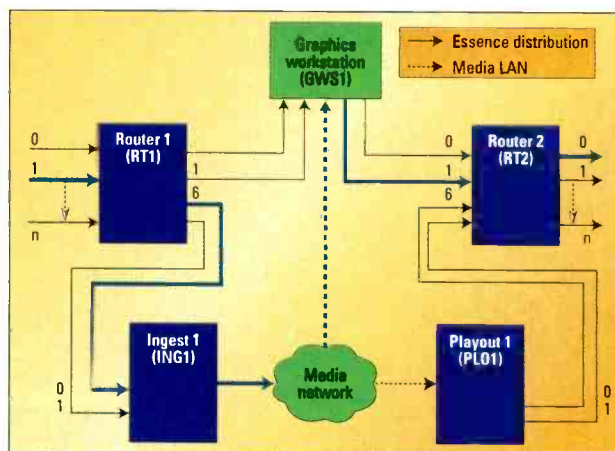 Graphics
workstation
(GWS1)
Essence distribution
Media LAN
Router 1
(RT1)
0
1
n
1
6
Router 2
(RT2)
0
1
6
0
1
n
Ingest 1
(ING1)
0
1
Media
network
Playout 1
(PLO1)
0
1